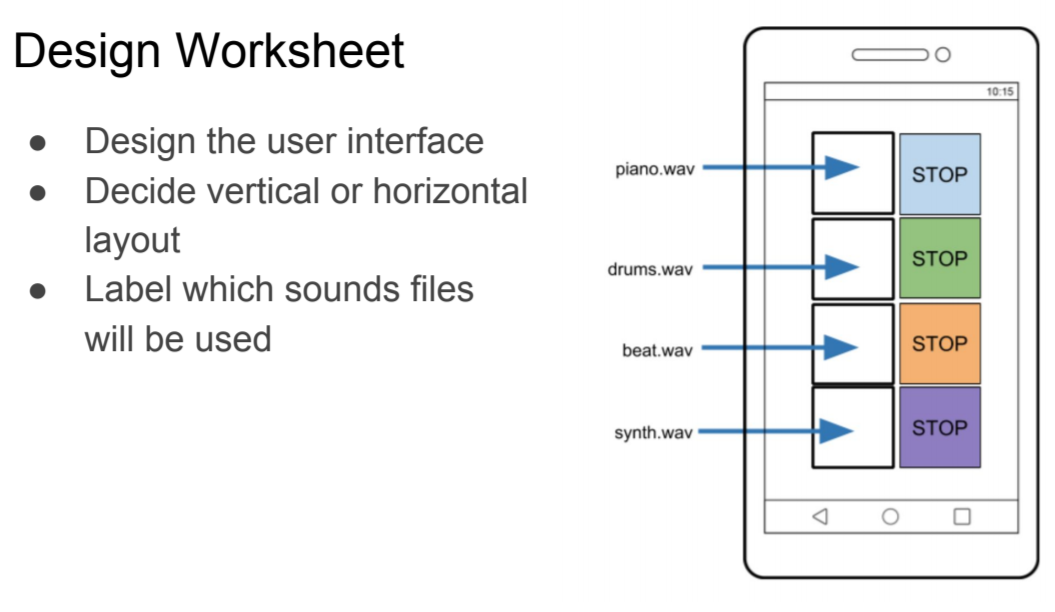 Design Worksheet
● Design the user interface
● Decide vertical or horizontal
layout
● Label which sounds files
will be used
10:15
piano.wav
STOP
drums.wav
STOP
beat.wav
STOP
synth.wav
STOP